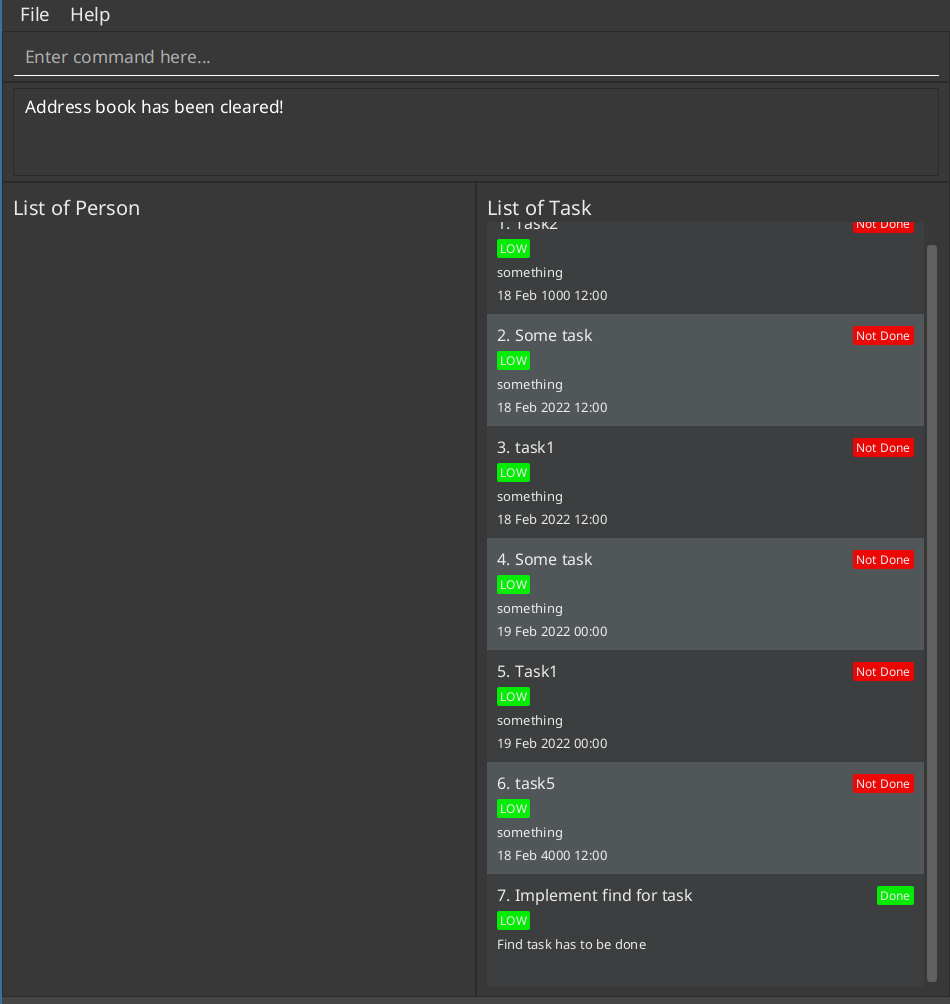 File Help
Enter command here...
Address book has been cleared!
List of Person
List of Task
1. Task2 Not Done
LOW
something
18 Feb 1000 12:00
2. Some task Not Done
LOW
something
18 Feb 2022 12:00
3. task1 Not Done
LOW
something
18 Feb 2022 12:00
4. Some task Not Done
LOW
something
19 Feb 2022 00:00
5. Task1 Not Done
LOW
something
19 Feb 2022 00:00
6. task5 Not Done
LOW
something
18 Feb 4000 12:00
7. Implement find for task Done
LOW
Find task has to be done